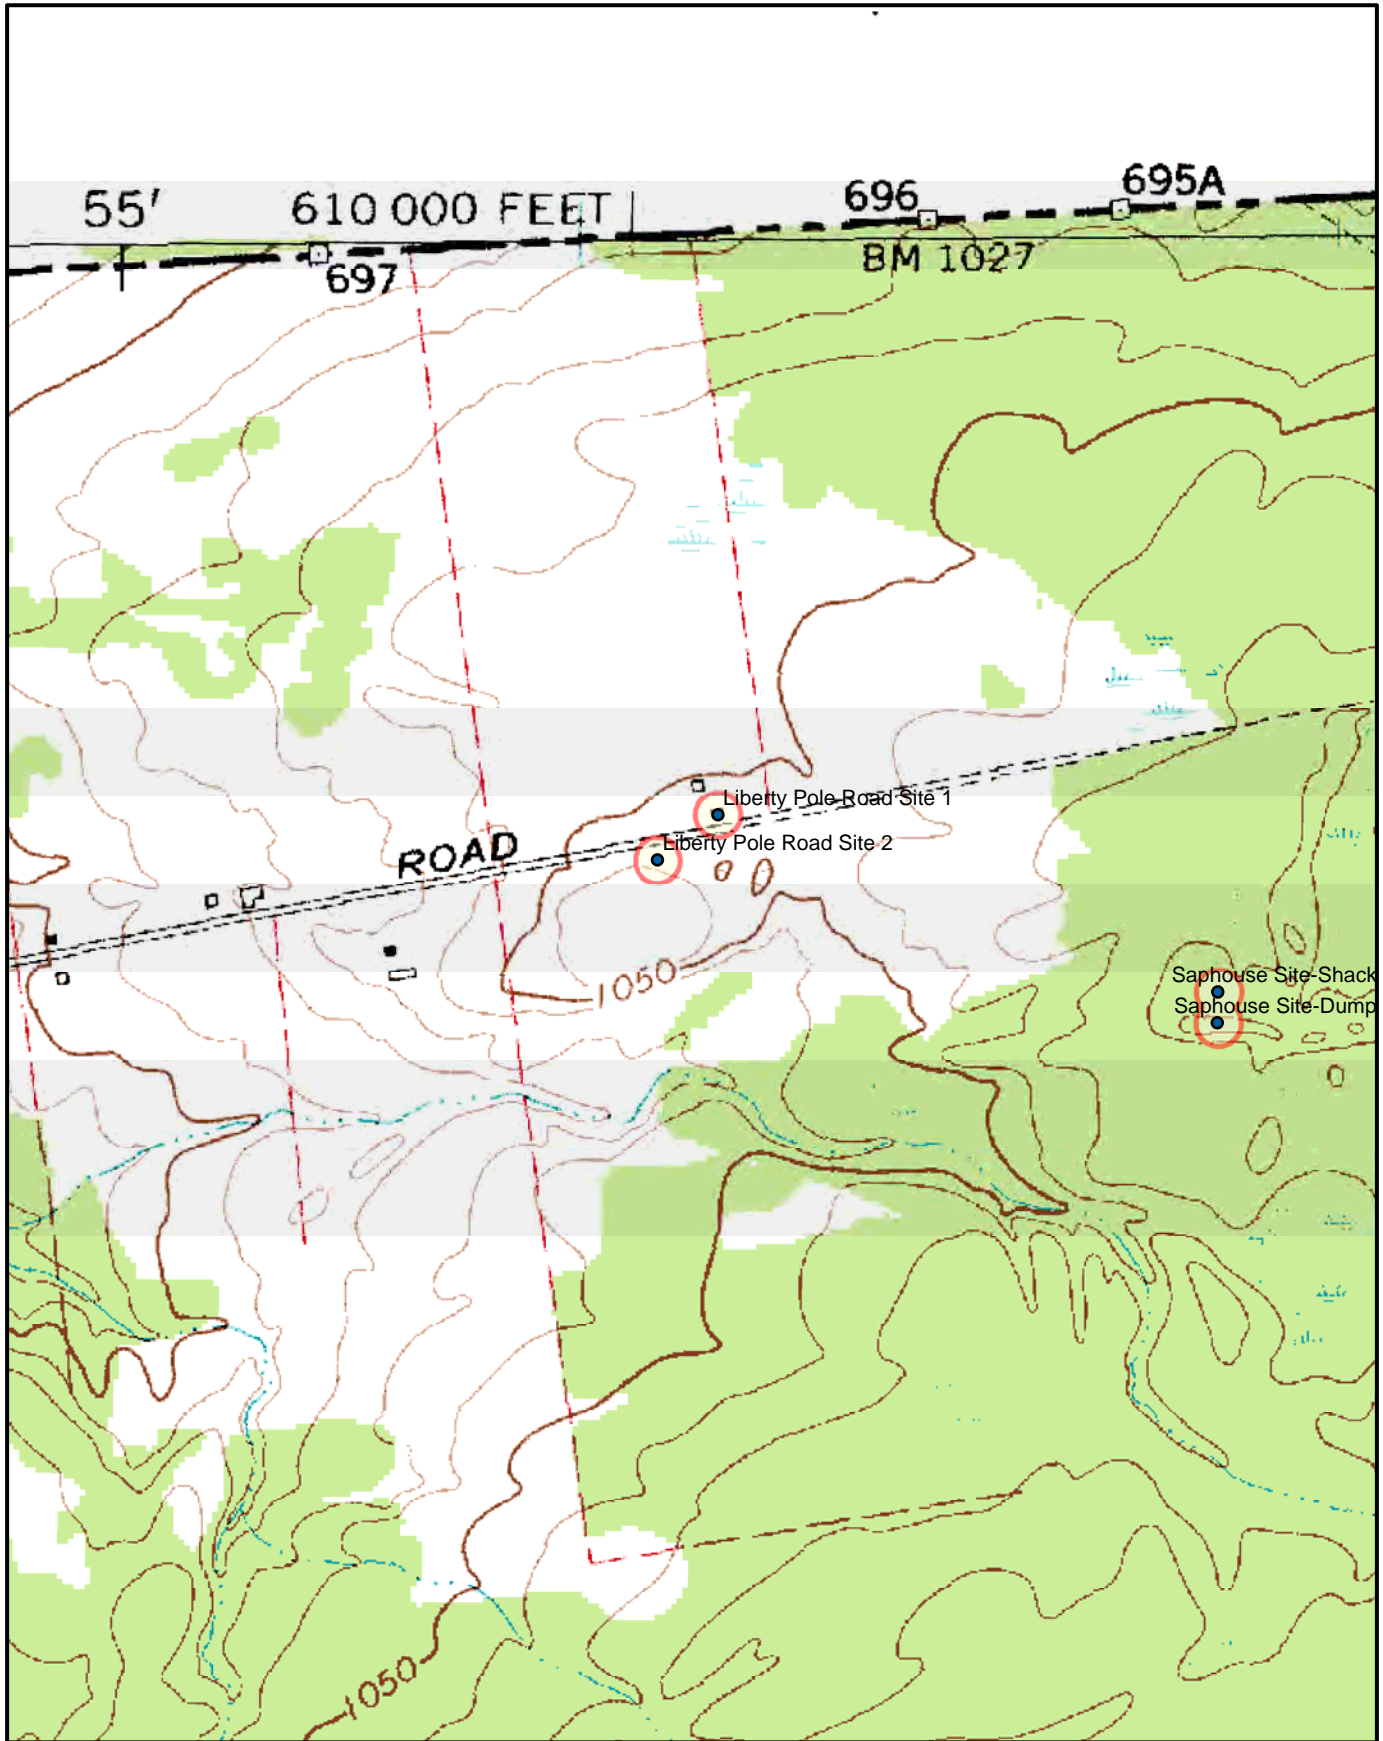 695A
696
55' 610 000 FEET
BM 1027
697
Liberty Pole Road Site 1
Liberty Pole Road Site 2
ROAD
1050
Saphouse Site-Shack
Saphouse Site-Dump
1050